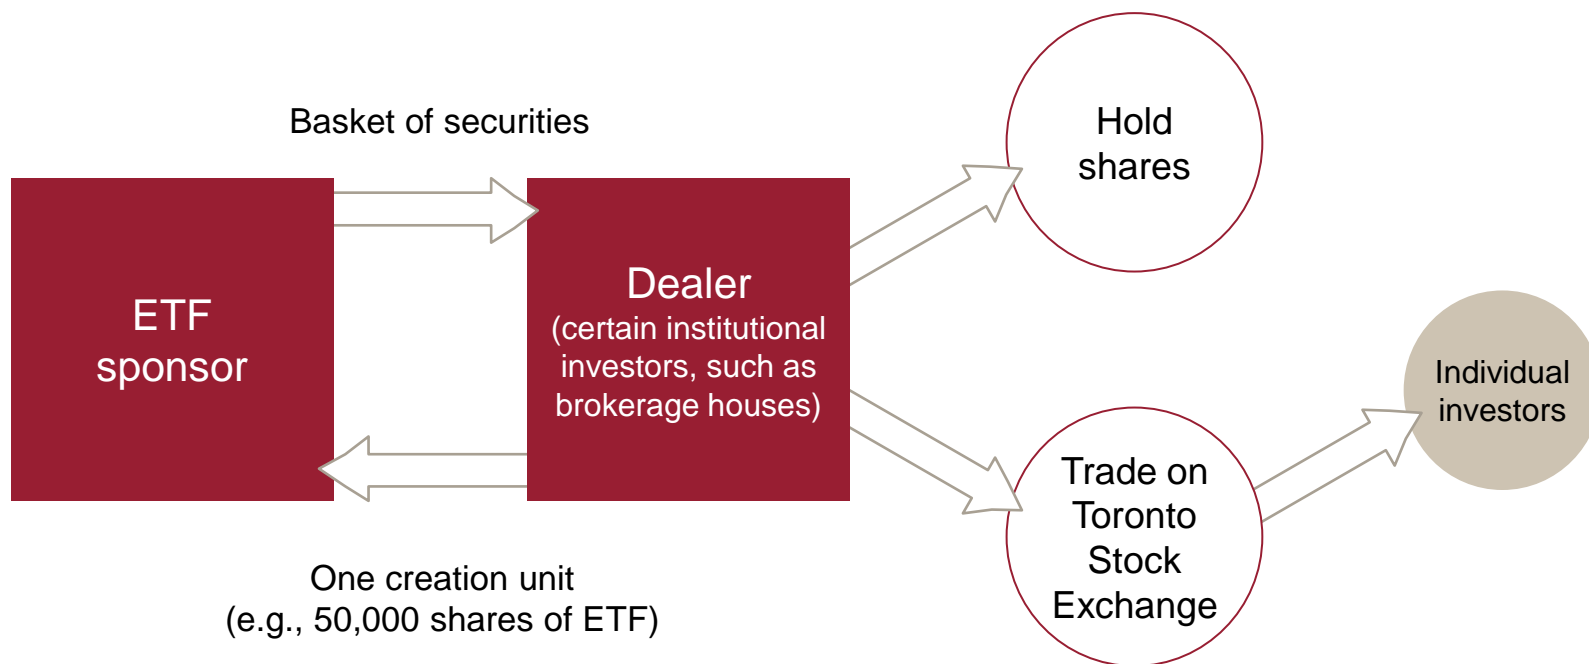 Basket of securities
ETF
sponsor
Dealer
(certain institutional
investors, such as
brokerage houses)
One creation unit
(e.g., 50,000 shares of ETF)
Hold
shares
Trade on
Toronto
Stock
Exchange
Individual
investors